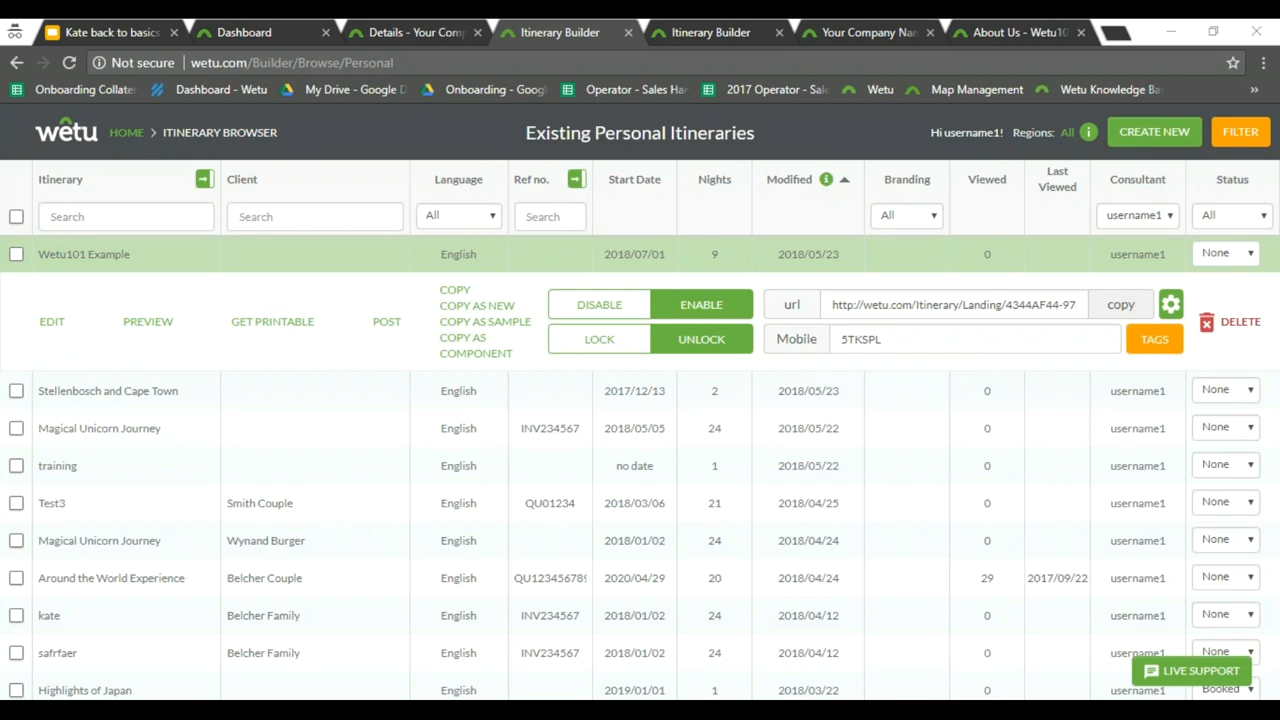 Kate back to basics Dashboard Details - Your Comp Itinerary Builder Itinerary Builder Your Company Nam About Us - Wetu10
Not secure wetu.com/Builder/Browse/Personal
Onboarding Collate Dashboard - Wetu My Drive - Google D Onboarding - Googl Operator - Sales Har 2017 Operator - Sale Wetu Map Management Wetu Knowledge Ba »
wetu HOME > ITINERARY BROWSER Existing Personal Itineraries Hi username1! Regions: All CREATE NEW FILTER
Itinerary Client Language Ref no. Start Date Nights Modified Branding Viewed Last Viewed Consultant Status
Search Search All Search All username1 All
Wetu101 Example English 2018/07/01 9 2018/05/23 0 username1 None
EDIT PREVIEW GET PRINTABLE POST
COPY
COPY AS NEW
COPY AS SAMPLE
COPY AS
COMPONENT
DISABLE ENABLE url http://wetu.com/Itinerary/Landing/4344AF44-97 copy
LOCK UNLOCK Mobile 5TKSPL TAGS
DELETE
Stellenbosch and Cape Town English 2017/12/13 2 2018/05/23 0 username1 None
Magical Unicorn Journey English INV234567 2018/05/05 24 2018/05/22 0 username1 None
training English no date 1 2018/05/22 0 username1 None
Test3 Smith Couple English QU01234 2018/03/06 21 2018/04/25 0 username1 None
Magical Unicorn Journey Wynand Burger English 2018/01/02 24 2018/04/24 0 username1 None
Around the World Experience Belcher Couple English QU123456789 2020/04/29 20 2018/04/24 29 2017/09/22 username1 None
kate Belcher Family English INV234567 2018/01/02 24 2018/04/12 0 username1 None
safrfaer Belcher Family English INV234567 2018/01/02 24 2018/04/12 0 username1 None
LIVE SUPPORT
Highlights of Japan English 2019/01/01 1 2018/03/22 0 username1 Booked